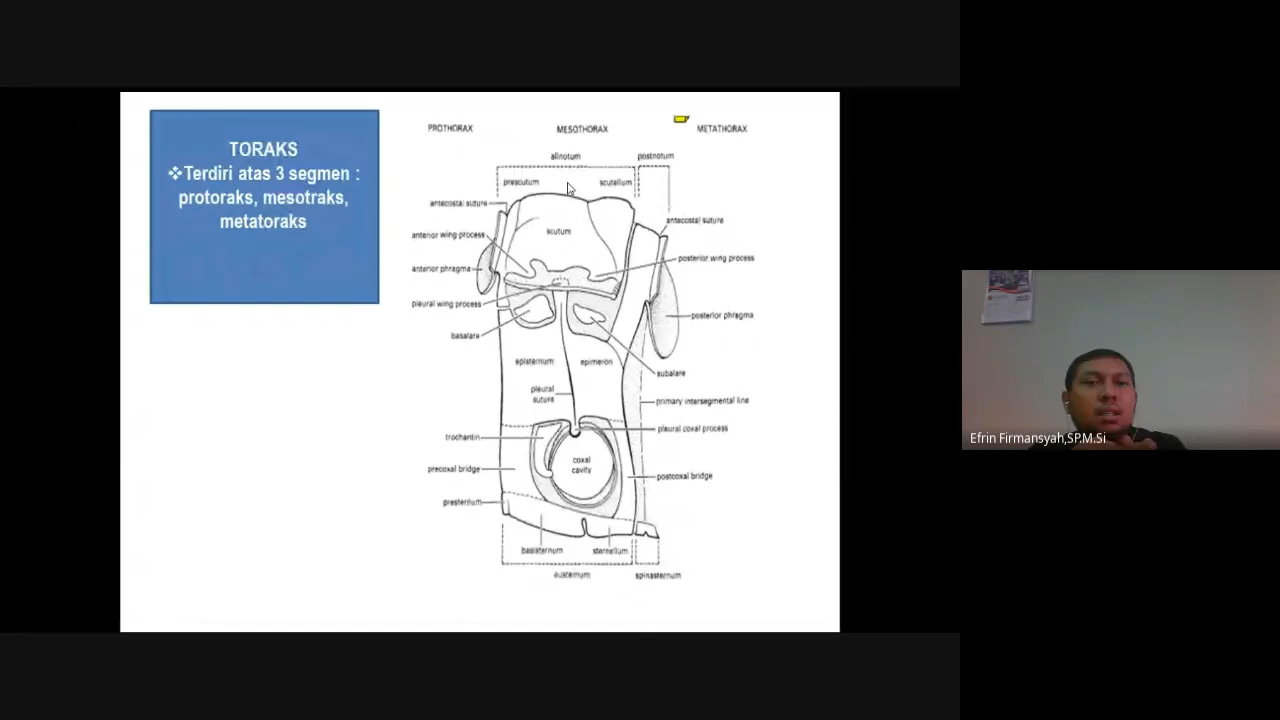 TORAKS
❖Terdiri atas 3 segmen :
protoraks, mesotraks,
metatoraks
PROTHORAX
MESOTHORAX
METATHORAX
alinotum
postnotum
prescutum
scutellum
antecostal suture
antecostal suture
anterior wing process
scutum
posterior wing process
anterior phragma
pleural wing process
posterior phragma
basalare
episternum
epimeron
subalare
pleural
suture
primary intersegmental line
pleural coxal process
trochantin
coxal
cavity
precoxal bridge
postcoxal bridge
presternum
basisternum
sternellum
eusternum
spinasternum
Efrin Firmansyah,SP.M.Si